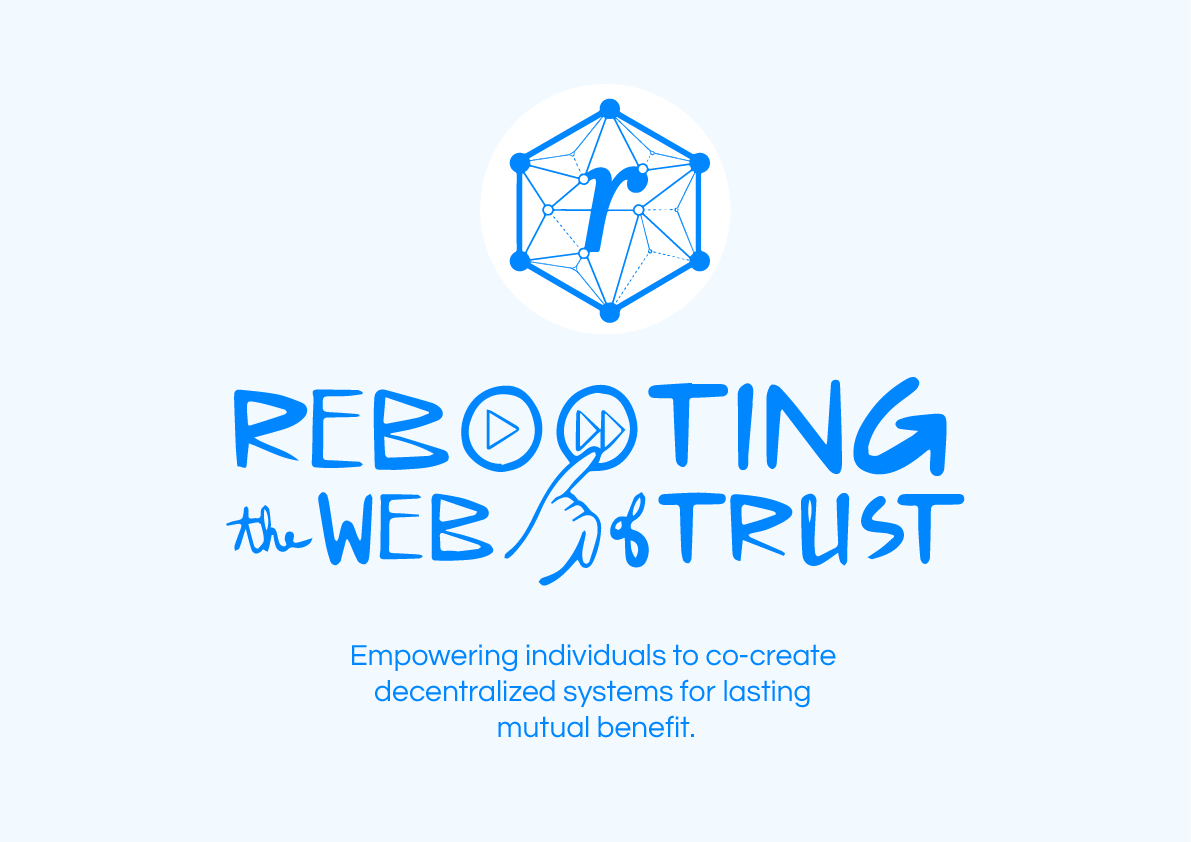 r
REBOOTING
the WEB of TRUST
Empowering individuals to co-create
decentralized systems for lasting
mutual benefit.